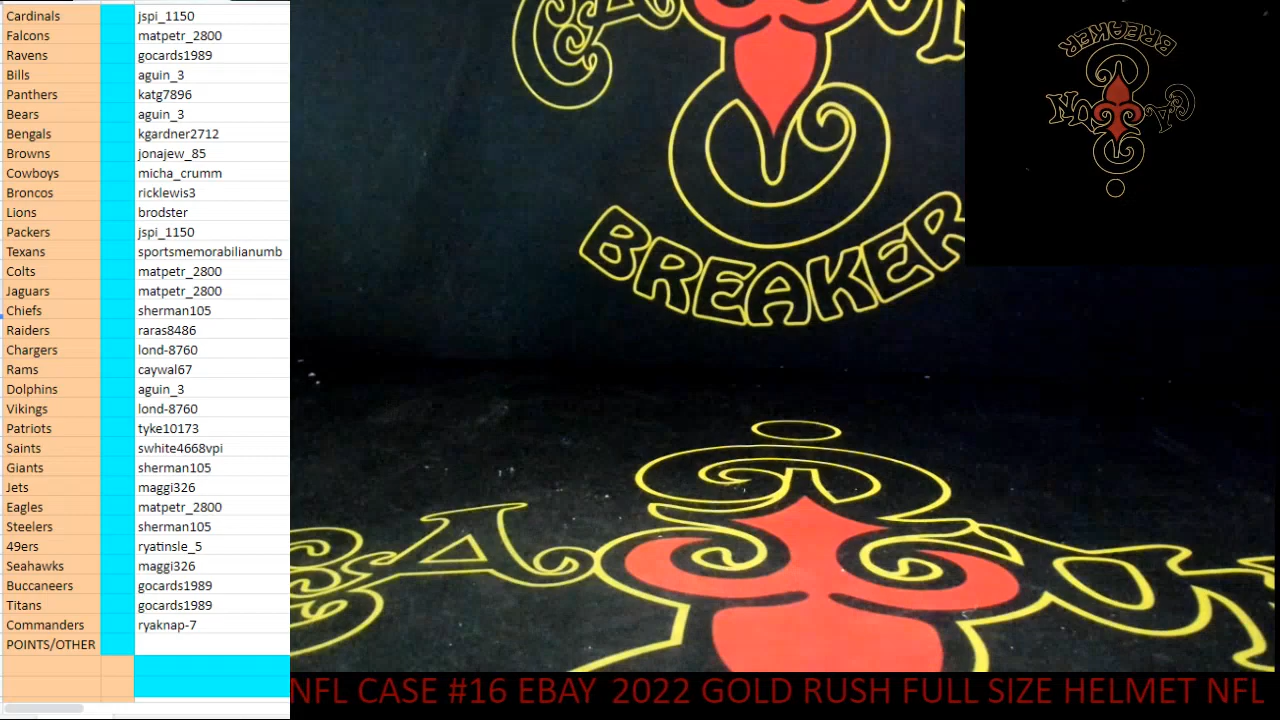 Cardinals jspi_1150
Falcons matpetr_2800
Ravens gocards1989
Bills aguin_3
Panthers katg7896
Bears aguin_3
Bengals kgardner2712
Browns jonajew_85
Cowboys micha_crumm
Broncos ricklewis3
Lions brodster
Packers jspi_1150
Texans sportsmemorabilianumb
Colts matpetr_2800
Jaguars matpetr_2800
Chiefs sherman105
Raiders raras8486
Chargers lond-8760
Rams caywal67
Dolphins aguin_3
Vikings lond-8760
Patriots tyke10173
Saints swhite4668vpi
Giants sherman105
Jets maggi326
Eagles matpetr_2800
Steelers sherman105
49ers ryatinsle_5
Seahawks maggi326
Buccaneers gocards1989
Titans gocards1989
Commanders ryaknap-7
POINTS/OTHER
BREAKER
BREAKER
NFL CASE #16 EBAY 2022 GOLD RUSH FULL SIZE HELMET NFL